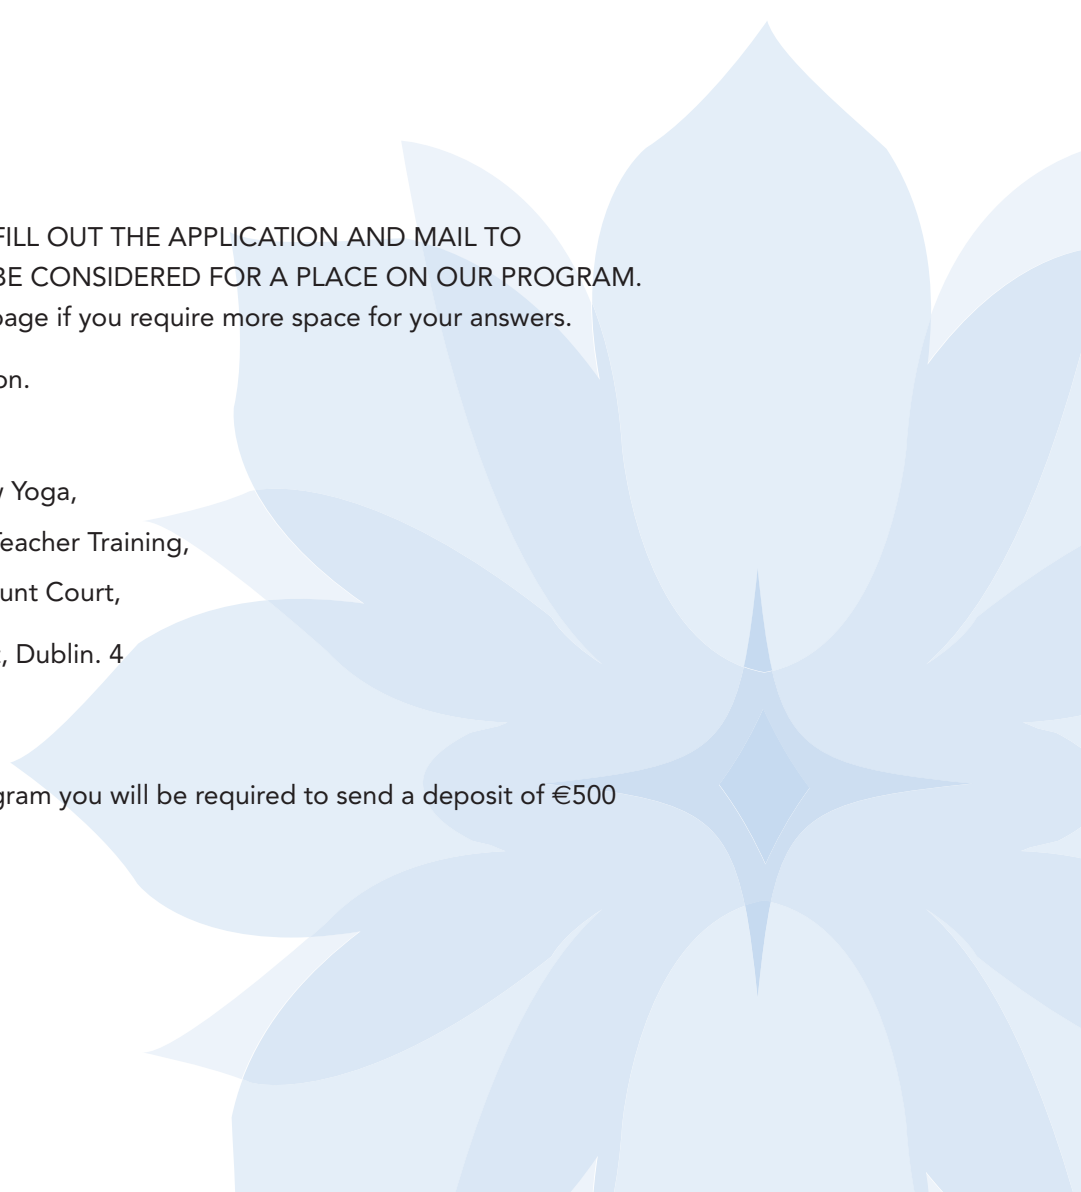 FILL OUT THE APPLICATION AND MAIL TO
BE CONSIDERED FOR A PLACE ON OUR PROGRAM.
page if you require more space for your answers.
on.
Yoga,
Teacher Training,
unt Court,
, Dublin. 4
gram you will be required to send a deposit of €500